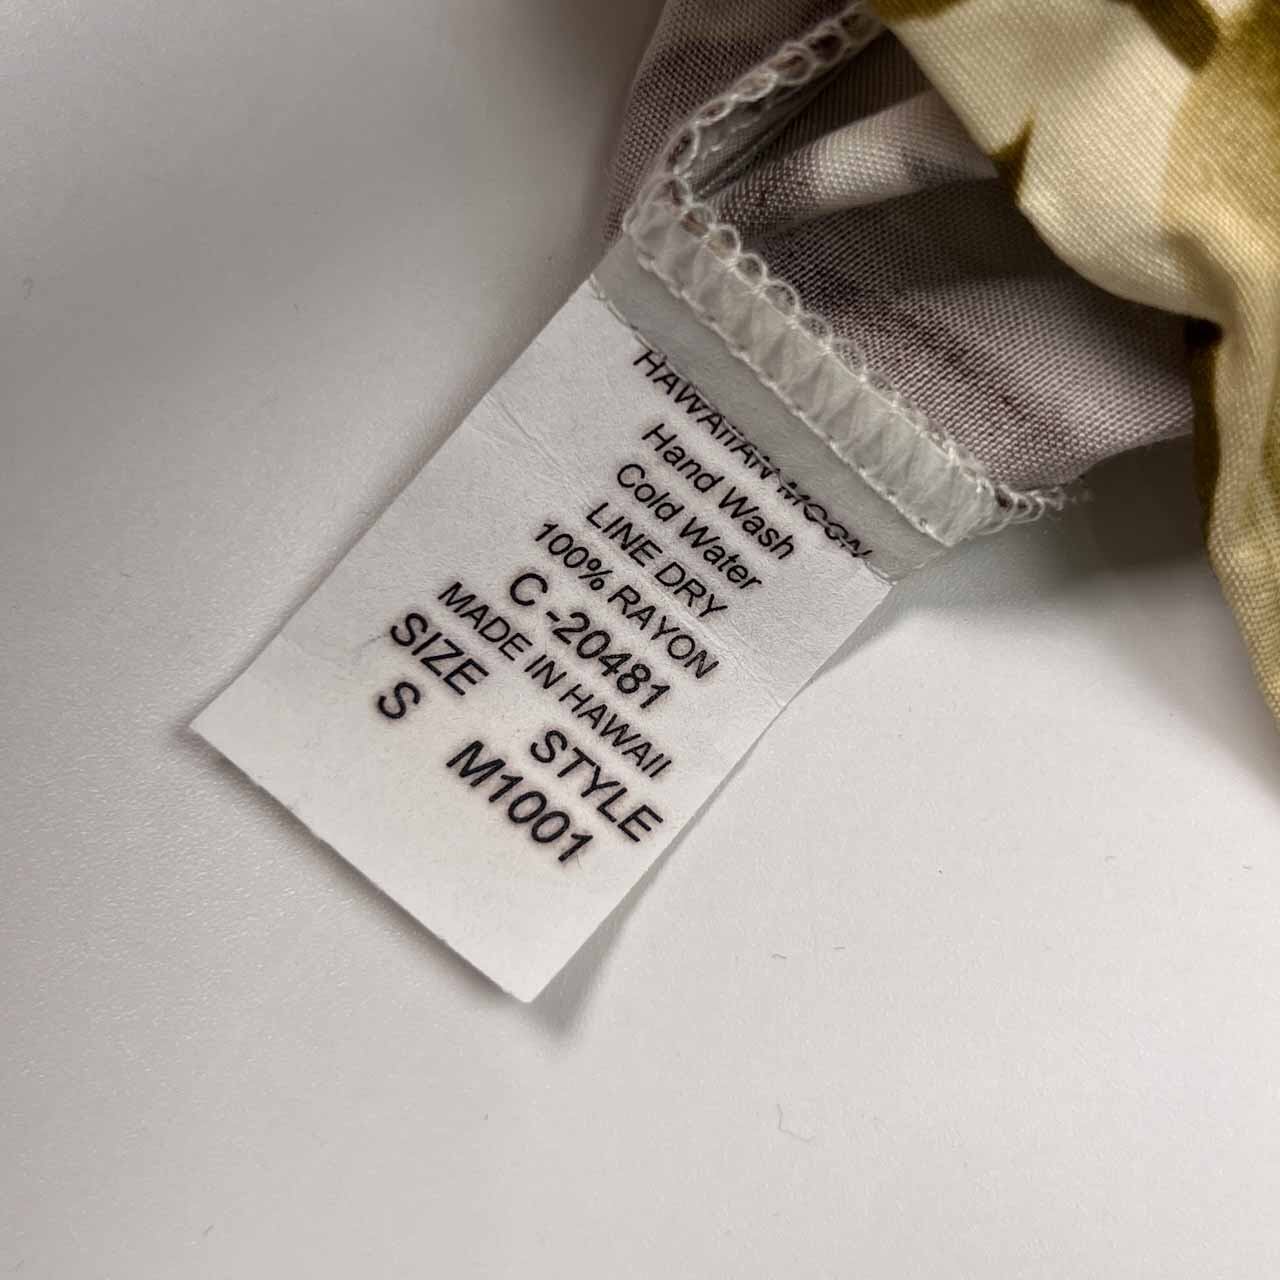 HAWAIIAN MOON
Hand Wash
Cold Water
LINE DRY
100% RAYON
C -20481
MADE IN HAWAII
SIZE STYLE
S M1001